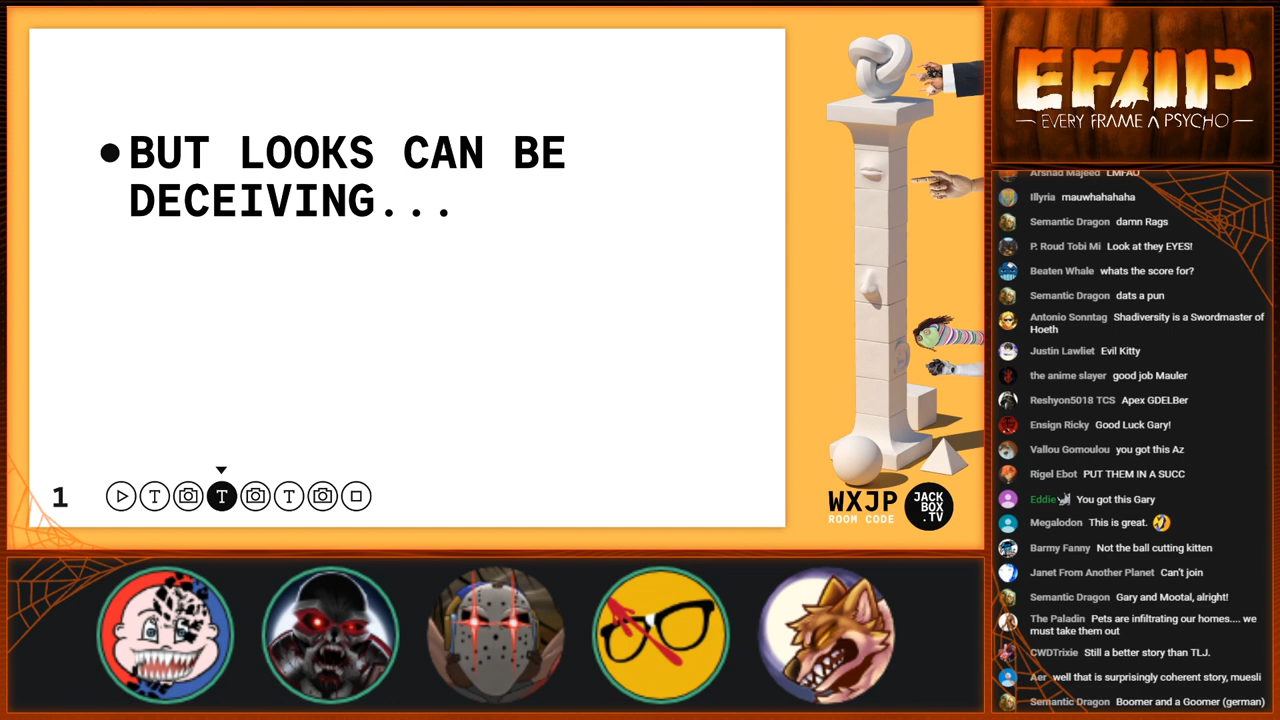 ● BUT LOOKS CAN BE
DECEIVING...
1
T T T
WXJP
ROOM CODE
JACK
BOX
.TV
EFAP
EVERY FRAME A PSYCHO
Arshad Majeed LMFAO
Illyria mauwhahahaha
Semantic Dragon damn Rags
P. Roud Tobi Mi Look at they EYES!
Beaten Whale whats the score for?
Semantic Dragon dats a pun
Antonio Sonntag Shadiversity is a Swordmaster of
Hoeth
Justin Lawliet Evil Kitty
the anime slayer good job Mauler
Reshyon5018 TCS Apex GDELBer
Ensign Ricky Good Luck Gary!
Vallou Gomoulou you got this Az
Rigel Ebot PUT THEM IN A SUCC
Eddie You got this Gary
Megalodon This is great. 🤣
Barmy Fanny Not the ball cutting kitten
Janet From Another Planet Can't join
Semantic Dragon Gary and Mootal, alright!
The Paladin Pets are infiltrating our homes.... we
must take them out
CWDTrixie Still a better story than TLJ.
Aer well that is surprisingly coherent story, muesli
Semantic Dragon Boomer and a Goomer (german)